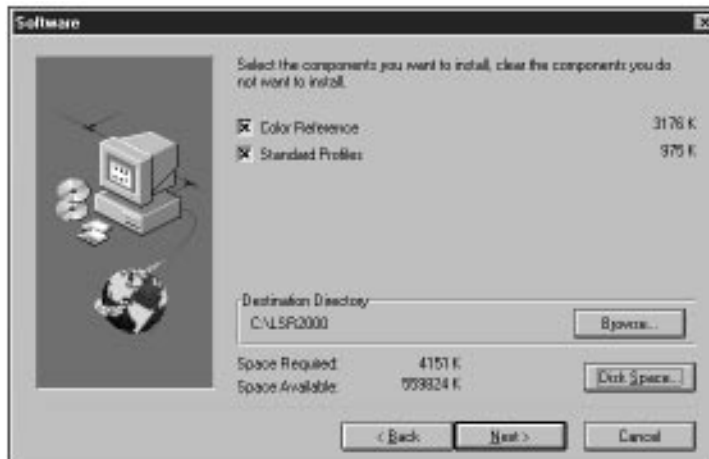 Software
Select the components you want to install, clear the components you do
not want to install.
Color Reference 3176 K
Standard Profiles 975 K
Destination Directory
C:\LSR2000
Browse...
Space Required: 4151 K
Space Available: 559824 K
Disk Space...
< Back
Next >
Cancel